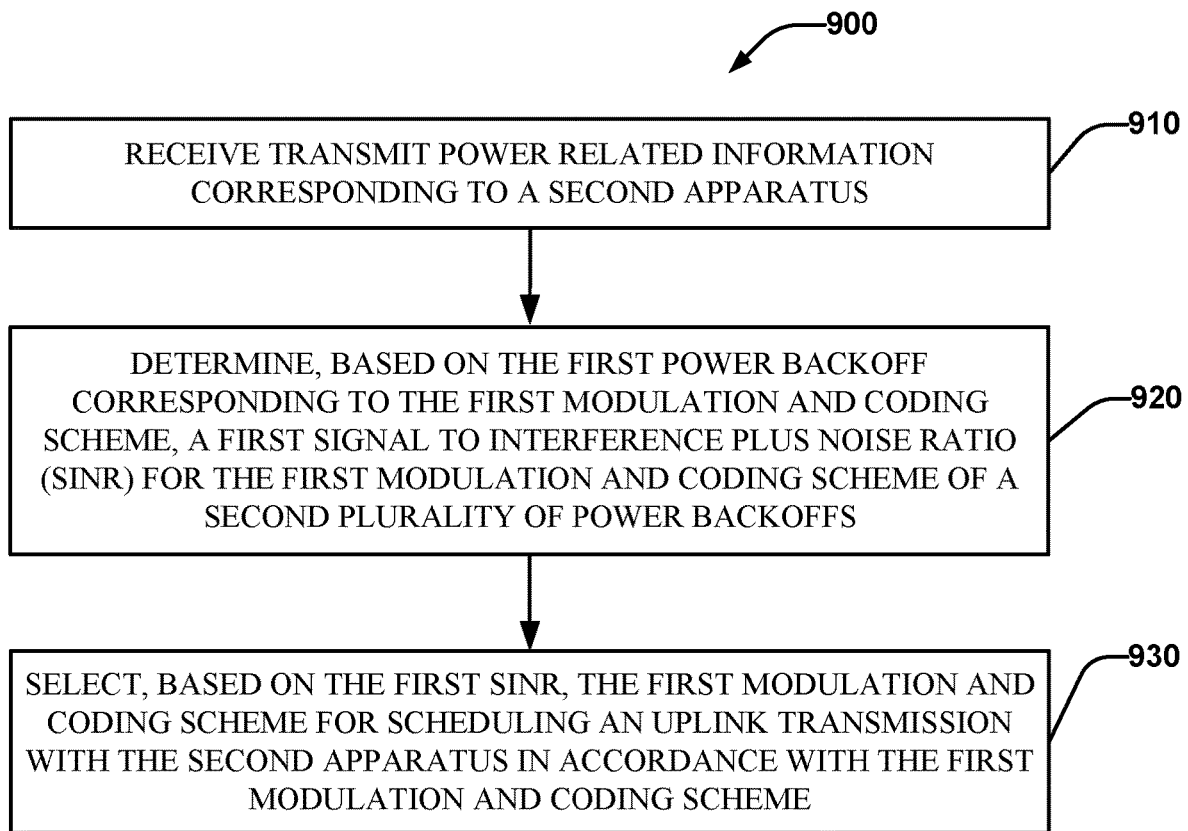 900
910
RECEIVE TRANSMIT POWER RELATED INFORMATION
CORRESPONDING TO A SECOND APPARATUS
DETERMINE, BASED ON THE FIRST POWER BACKOFF
CORRESPONDING TO THE FIRST MODULATION AND CODING
SCHEME, A FIRST SIGNAL TO INTERFERENCE PLUS NOISE RATIO
(SINR) FOR THE FIRST MODULATION AND CODING SCHEME OF A
SECOND PLURALITY OF POWER BACKOFFS
920
SELECT, BASED ON THE FIRST SINR, THE FIRST MODULATION AND
CODING SCHEME FOR SCHEDULING AN UPLINK TRANSMISSION
WITH THE SECOND APPARATUS IN ACCORDANCE WITH THE FIRST
MODULATION AND CODING SCHEME
930